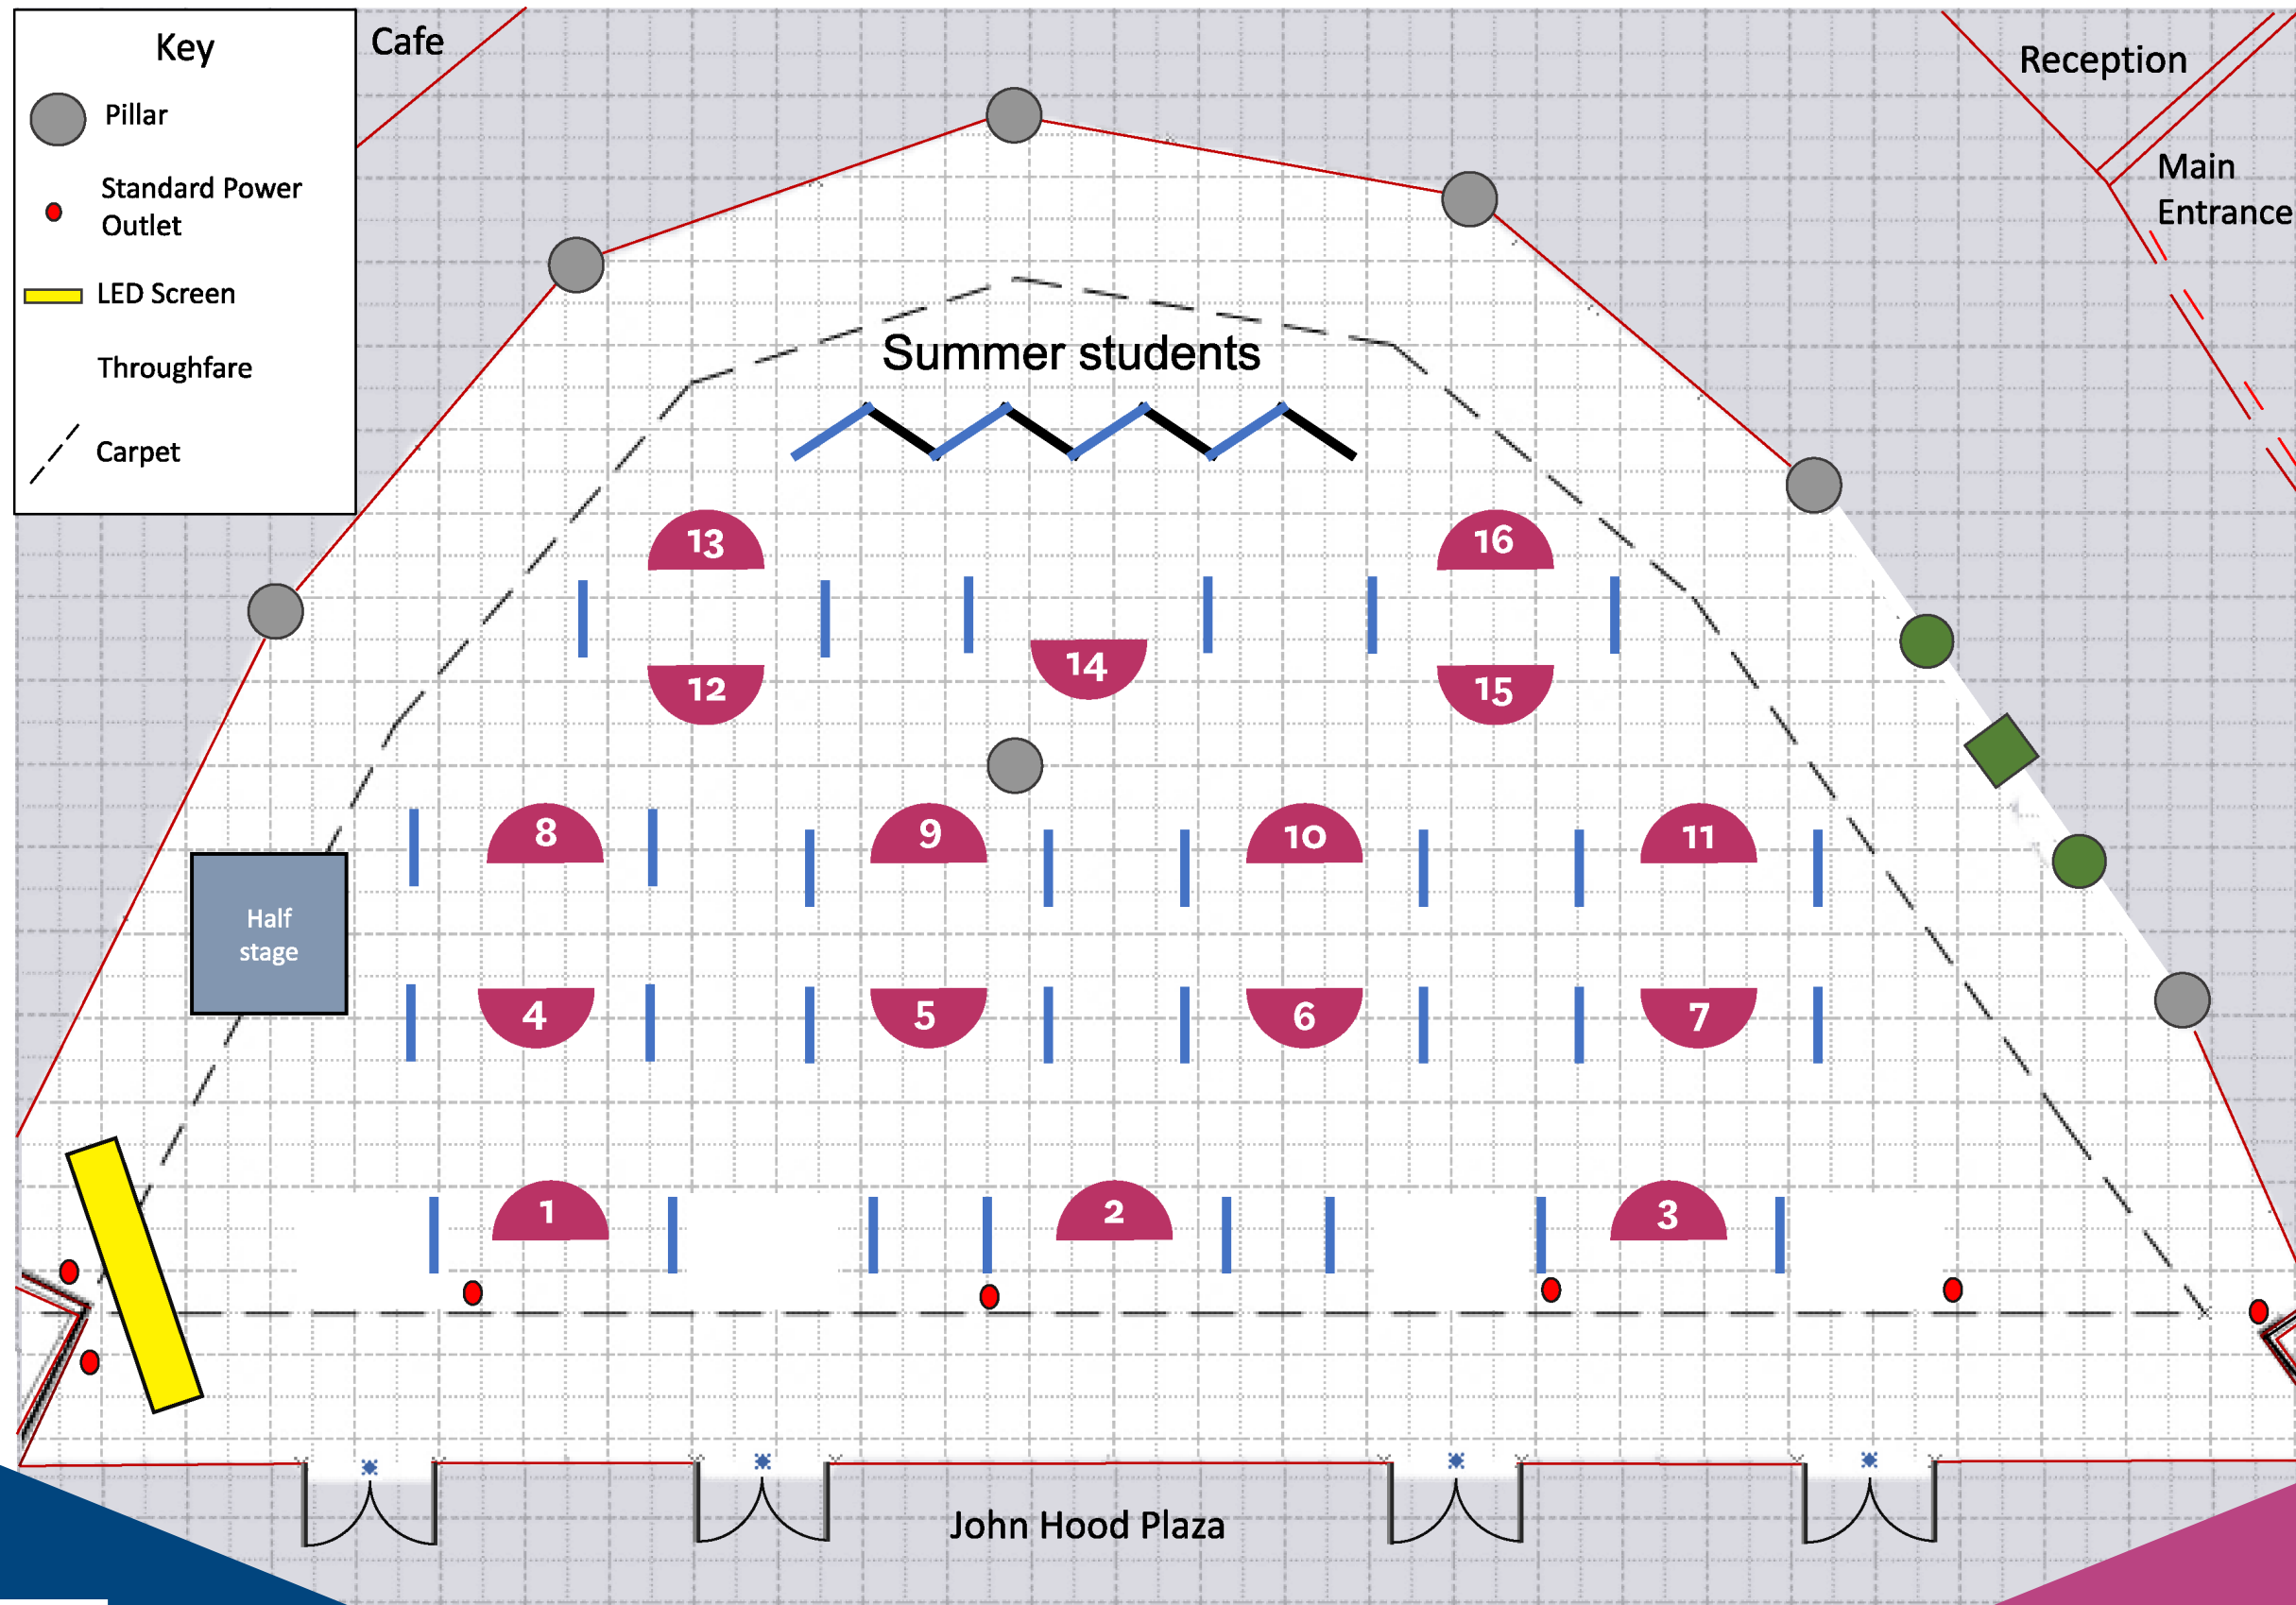 Key
Pillar
Standard Power
Outlet
LED Screen
Throughfare
Carpet
Cafe
Reception
Main
Entrance
Summer students
13
16
14
12
15
8
9
10
11
Half
stage
4
5
6
7
1
2
3
John Hood Plaza